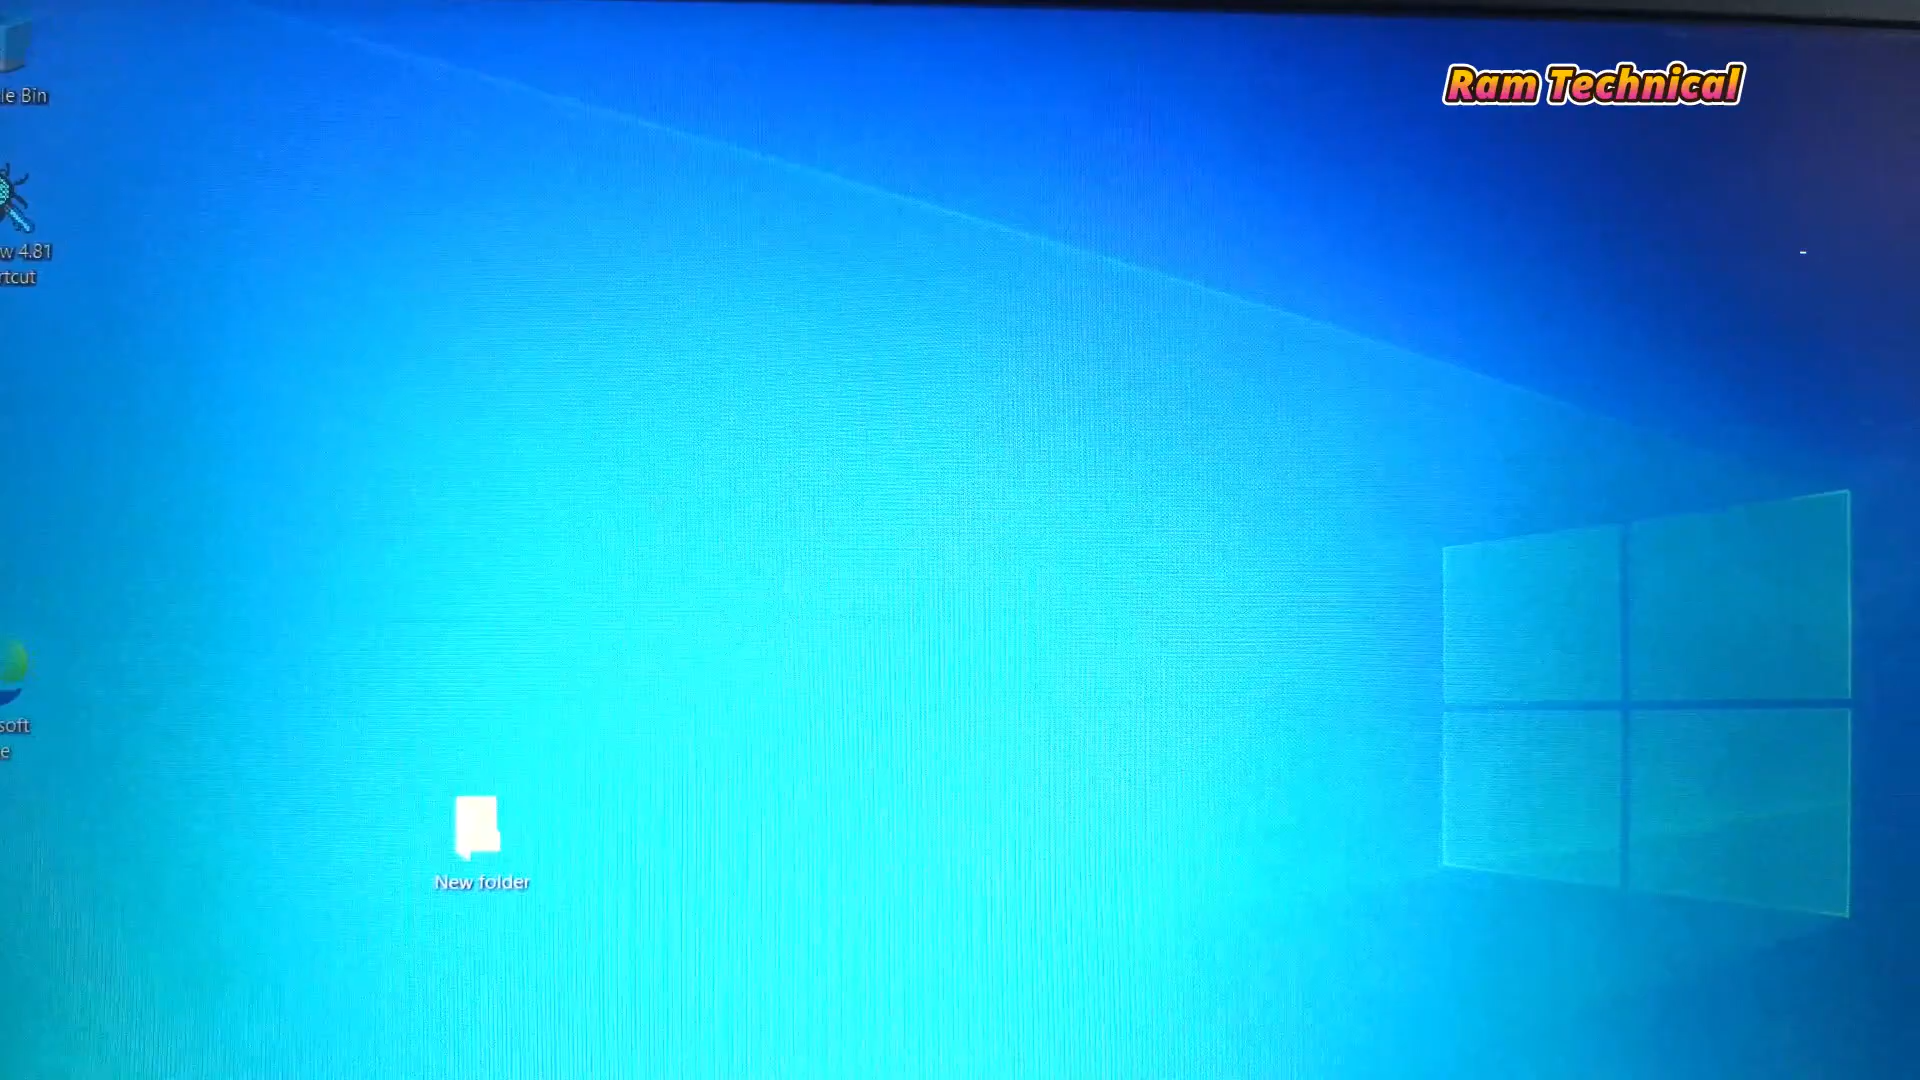 Ram Technical
le Bin
w 4.81
rtcut
soft
e
New folder